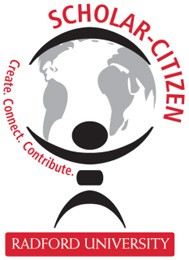 SCHOLAR-CITIZEN
Create. Connect. Contribute.
RADFORD UNIVERSITY